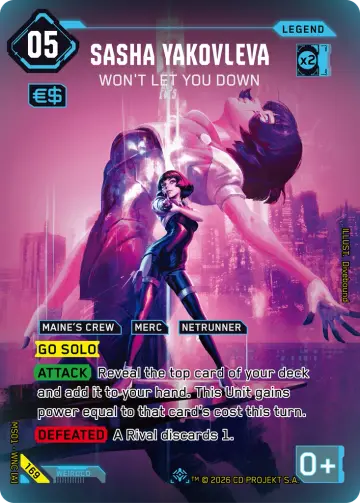 LEGEND
05
SASHA YAKOVLEVA
x2
WON'T LET YOU DOWN
€$
ILLUST: Divebound
MAINE'S CREW MERC NETRUNNER
GO SOLO
ATTACK Reveal the top card of your deck
and add it to your hand. This Unit gains
power equal to that card's cost this turn.
DEFEATED A Rival discards 1.
0+
169
WEIRDCO
™ © 2026 CD PROJEKT S.A.